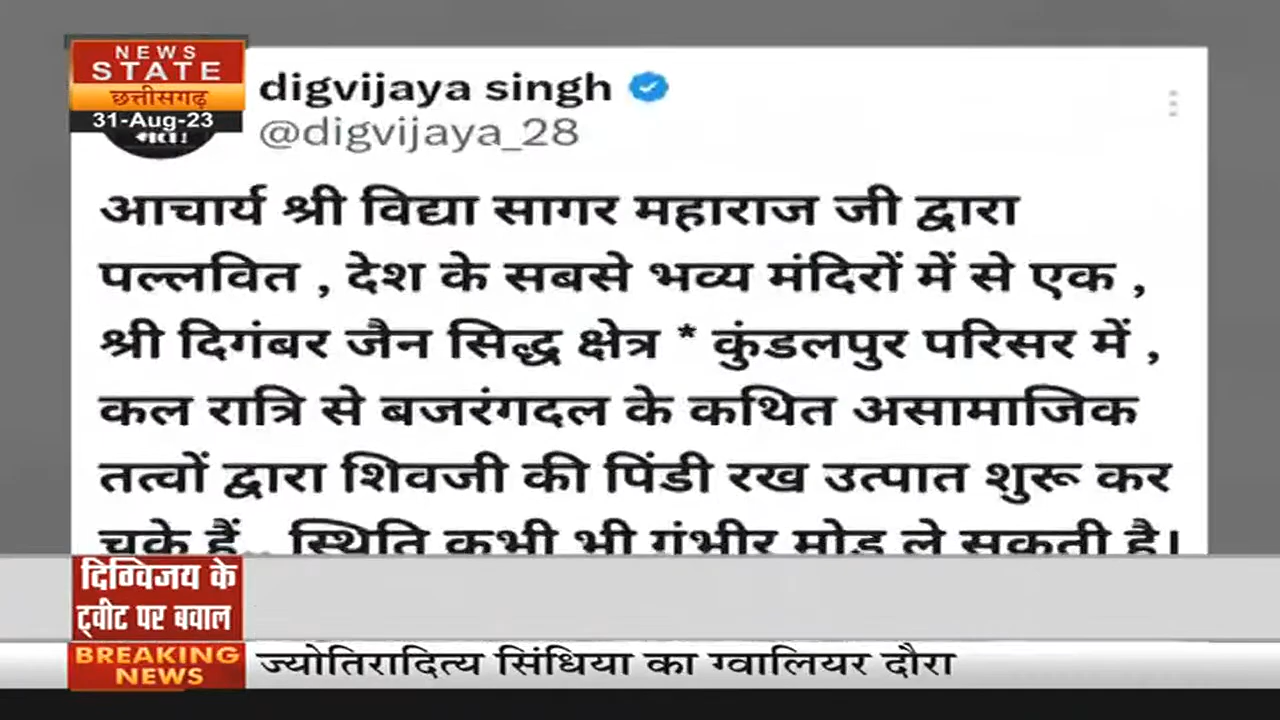 NEWS
STATE
छत्तीसगढ़
31-Aug-23
digvijaya singh
@digvijaya_28
आचार्य श्री विद्या सागर महाराज जी द्वारा
पल्लवित , देश के सबसे भव्य मंदिरों में से एक ,
श्री दिगंबर जैन सिद्ध क्षेत्र * कुंडलपुर परिसर में ,
कल रात्रि से बजरंगदल के कथित असामाजिक
तत्वों द्वारा शिवजी की पिंडी रख उत्पात शुरू कर
चुके हैं.. स्थिति कभी भी गंभीर मोड़ ले सकती है।
दिग्विजय के
ट्वीट पर बवाल
BREAKING
NEWS
ज्योतिरादित्य सिंधिया का ग्वालियर दौरा